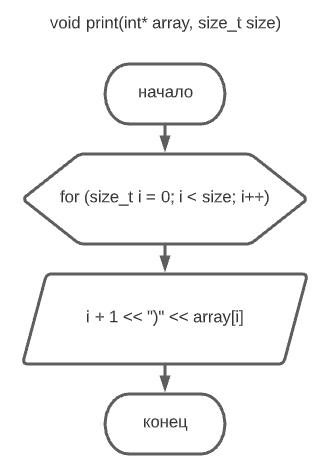 void print(int* array, size_t size)
начало
for (size_t i = 0; i < size; i++)
i + 1 << ")" << array[i]
конец